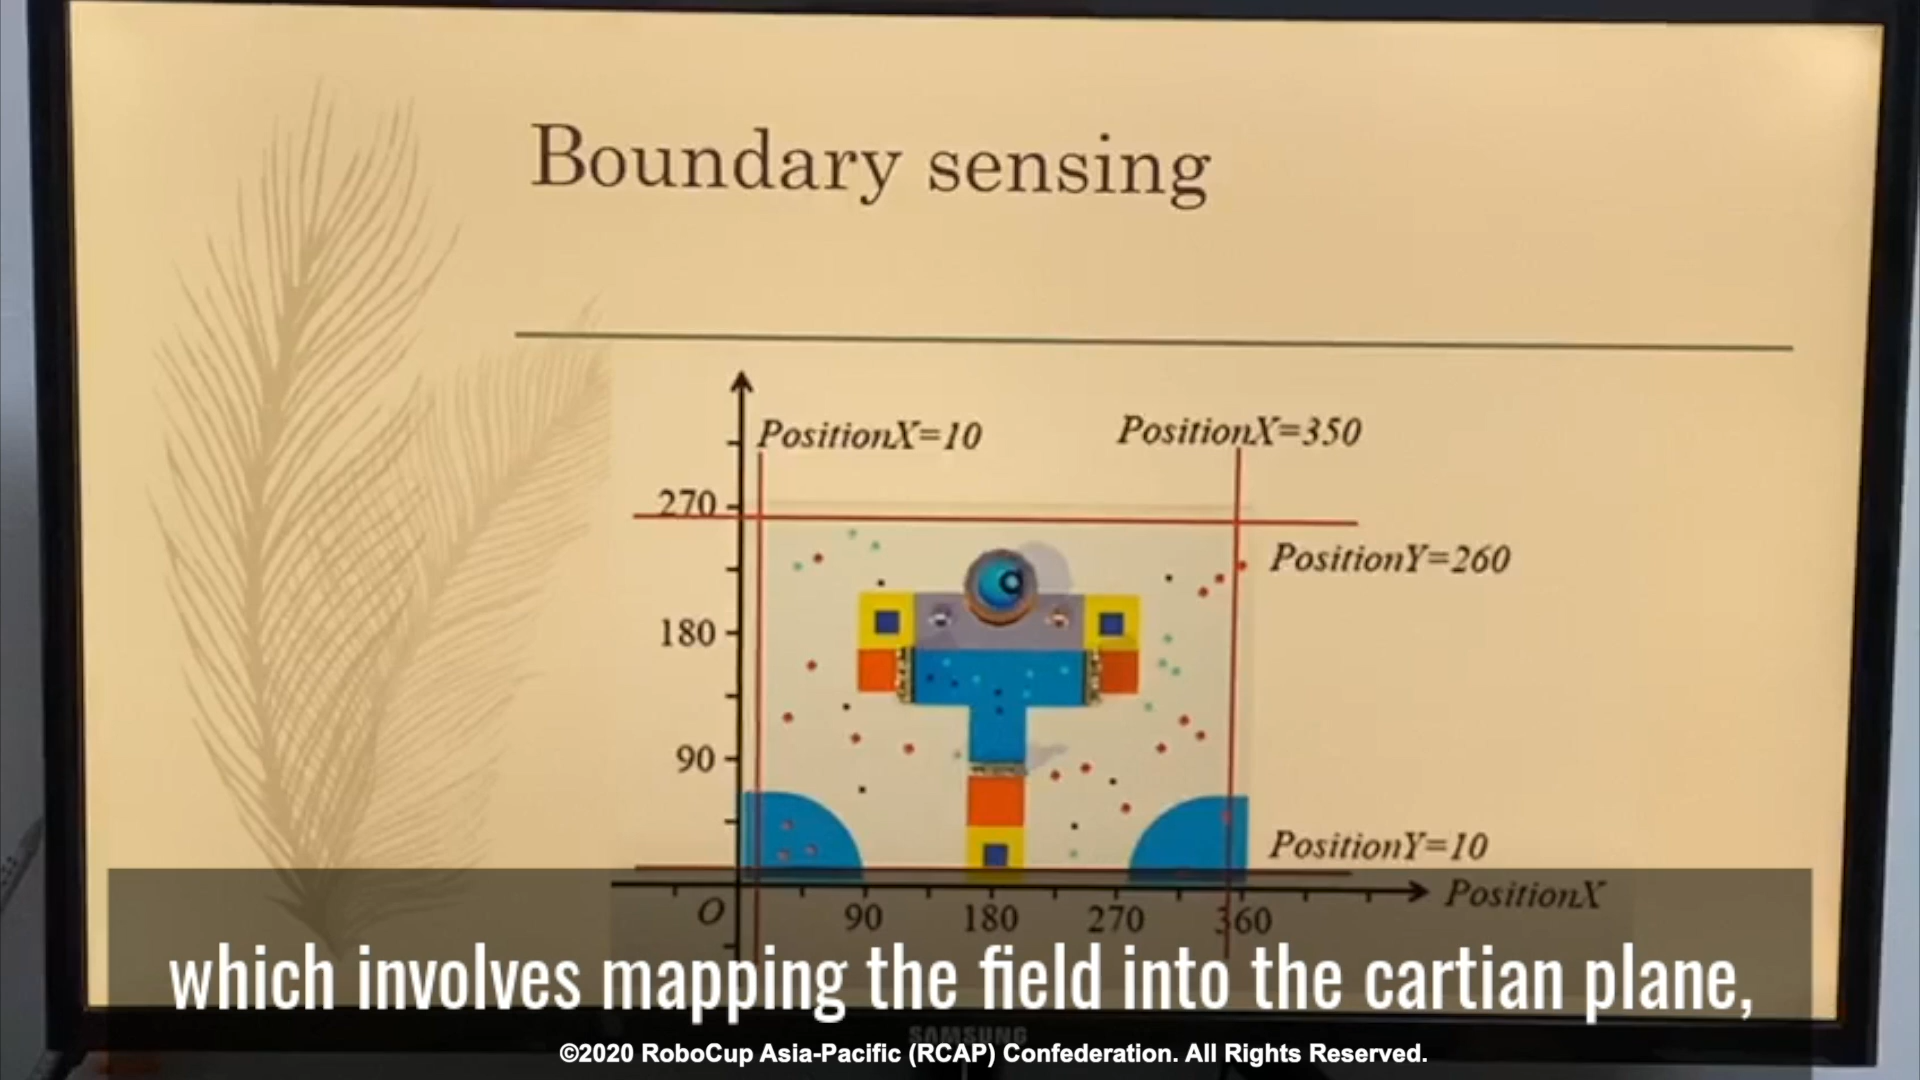 Boundary sensing
PositionX=10
PositionX=350
270
PositionY=260
180
90
PositionY=10
PositionX
O
90
180
270
360
which involves mapping the field into the cartian plane,
SAMSUNG
©2020 RoboCup Asia-Pacific (RCAP) Confederation. All Rights Reserved.